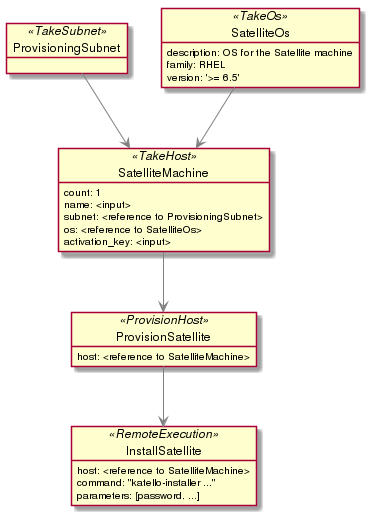 «TakeSubnet»
ProvisioningSubnet
«TakeOs»
SatelliteOs
description: OS for the Satellite machine
family: RHEL
version: '>= 6.5'
«TakeHost»
SatelliteMachine
count: 1
name: <input>
subnet: <reference to ProvisioningSubnet>
os: <reference to SatelliteOs>
activation_key: <input>
«ProvisionHost»
ProvisionSatellite
host: <reference to SatelliteMachine>
«RemoteExecution»
InstallSatellite
host: <reference to SatelliteMachine>
command: "katello-installer ..."
parameters: [password, ...]